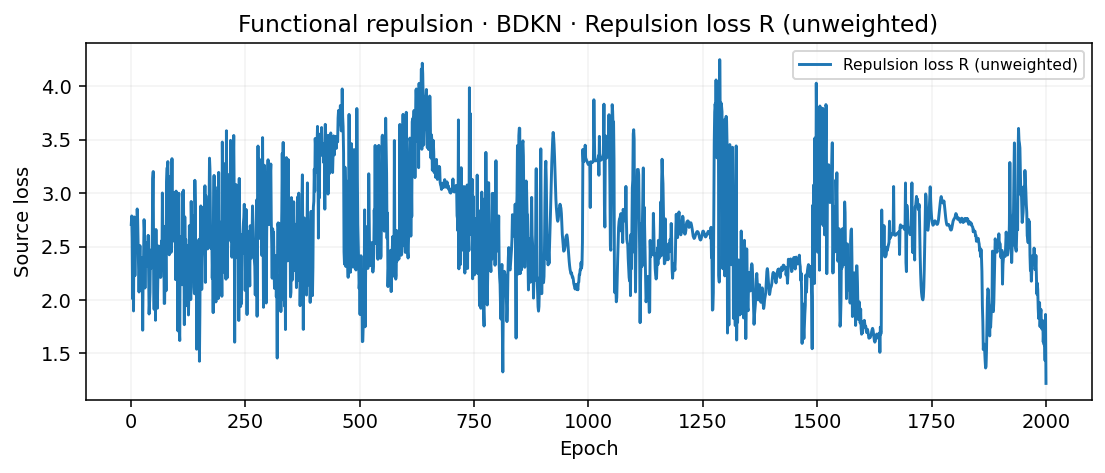 Functional repulsion · BDKN · Repulsion loss R (unweighted)
Repulsion loss R (unweighted)
Source loss
4.0
3.5
3.0
2.5
2.0
1.5
0 250 500 750 1000 1250 1500 1750 2000
Epoch